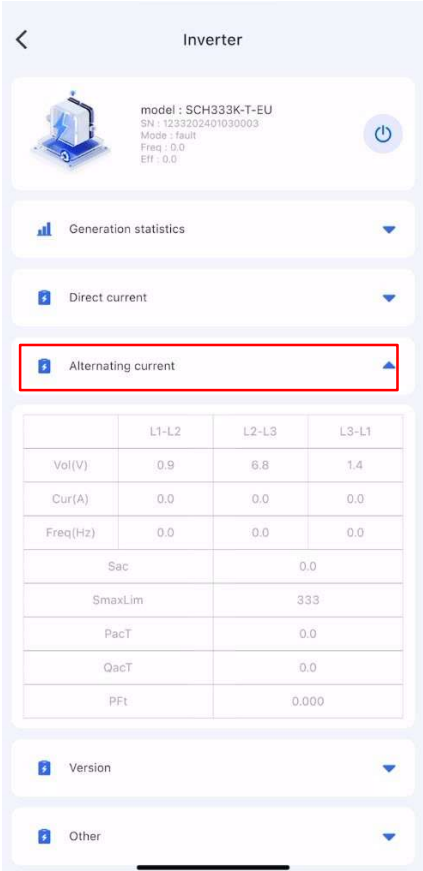 Inverter
model : SCH333K-T-EU
SN : 1233202401030003
Mode : fault
Freq : 0.0
Eff : 0.0
Generation statistics
Direct current
Alternating current
L1-L2 L2-L3 L3-L1
Vol(V) 0.9 6.8 1.4
Cur(A) 0.0 0.0 0.0
Freq(Hz) 0.0 0.0 0.0
Sac 0.0
SmaxLim 333
PacT 0.0
QacT 0.0
PFt 0.000
Version
Other